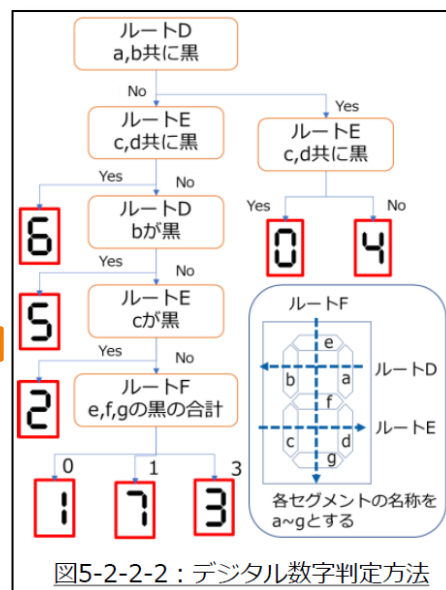 ルートD
a,b共に黒
No
Yes
ルートE
c,d共に黒
ルートE
c,d共に黒
Yes
No
Yes
No
6
ルートD
bが黒
0
4
Yes
No
5
ルートE
cが黒
Yes
No
2
ルートF
e,f,gの黒の合計
0
1
3
1
7
3
ルートF
e
b
a
ルートD
f
c
d
ルートE
g
各セグメントの名称を
a~gとする
図5-2-2-2：デジタル数字判定方法